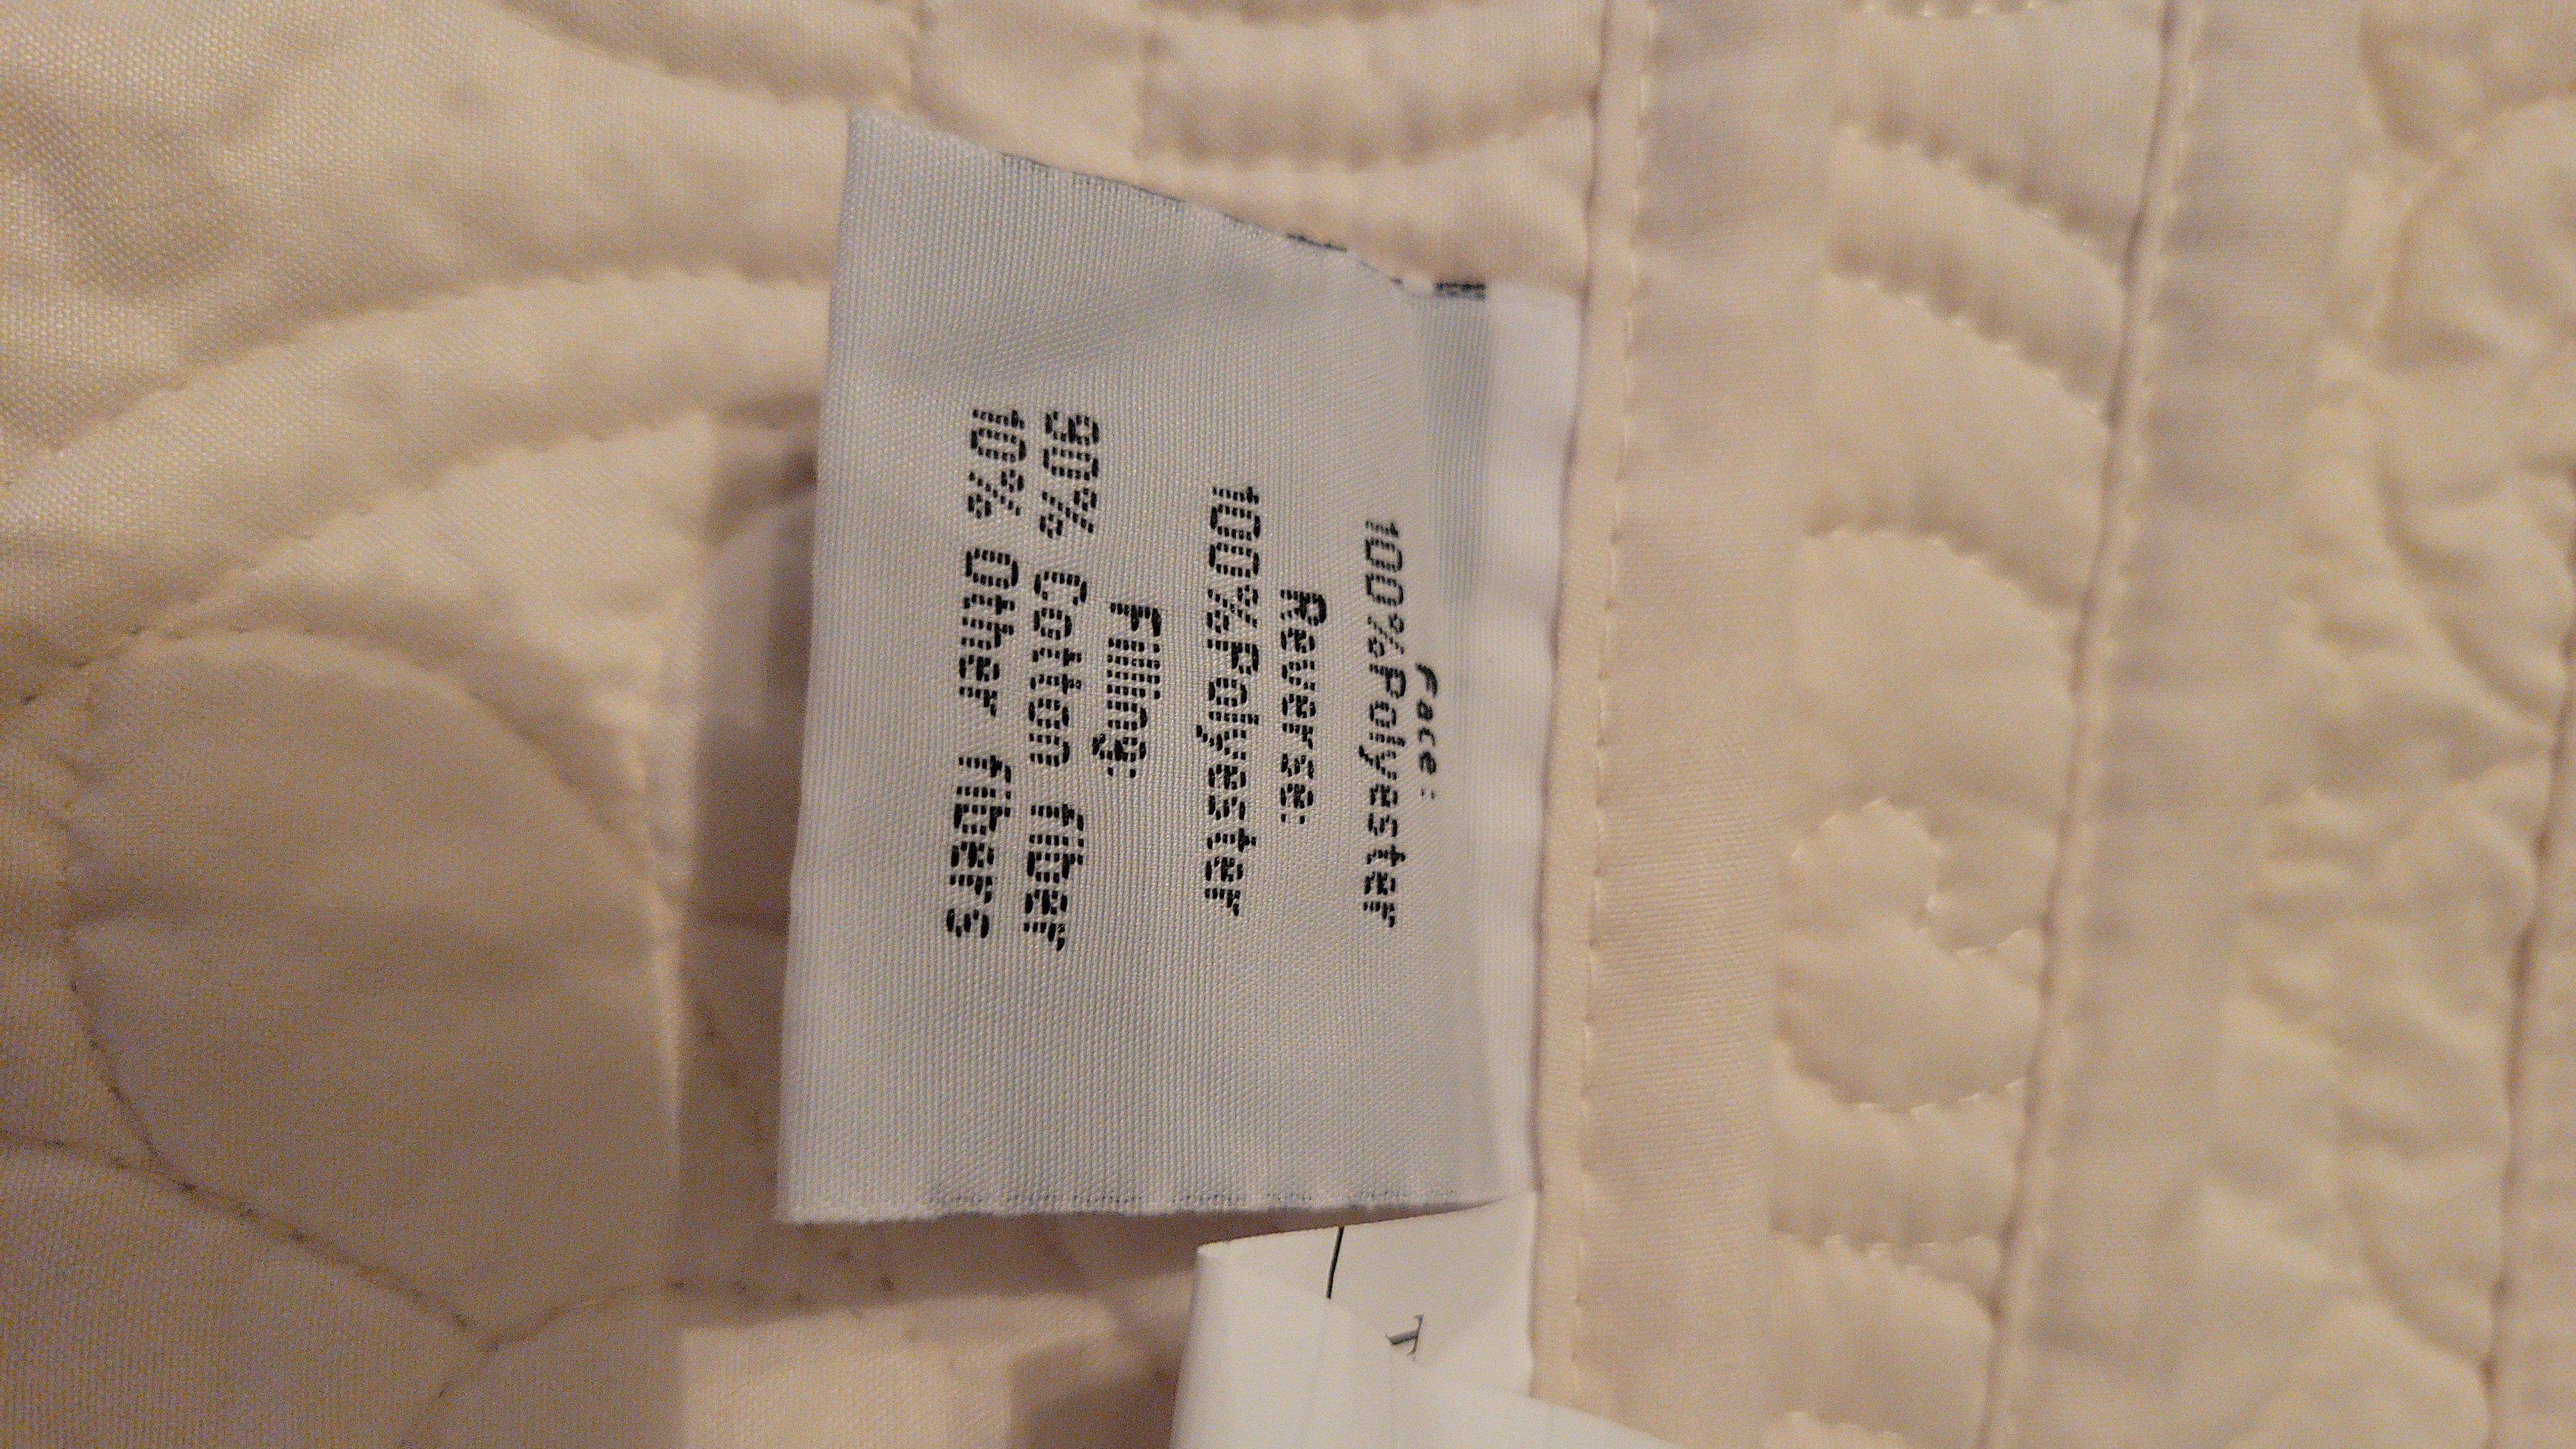 Face:
100%Polyester
Reverse:
100%Polyester
Filling:
90% Cotton fiber
10% Other fibers